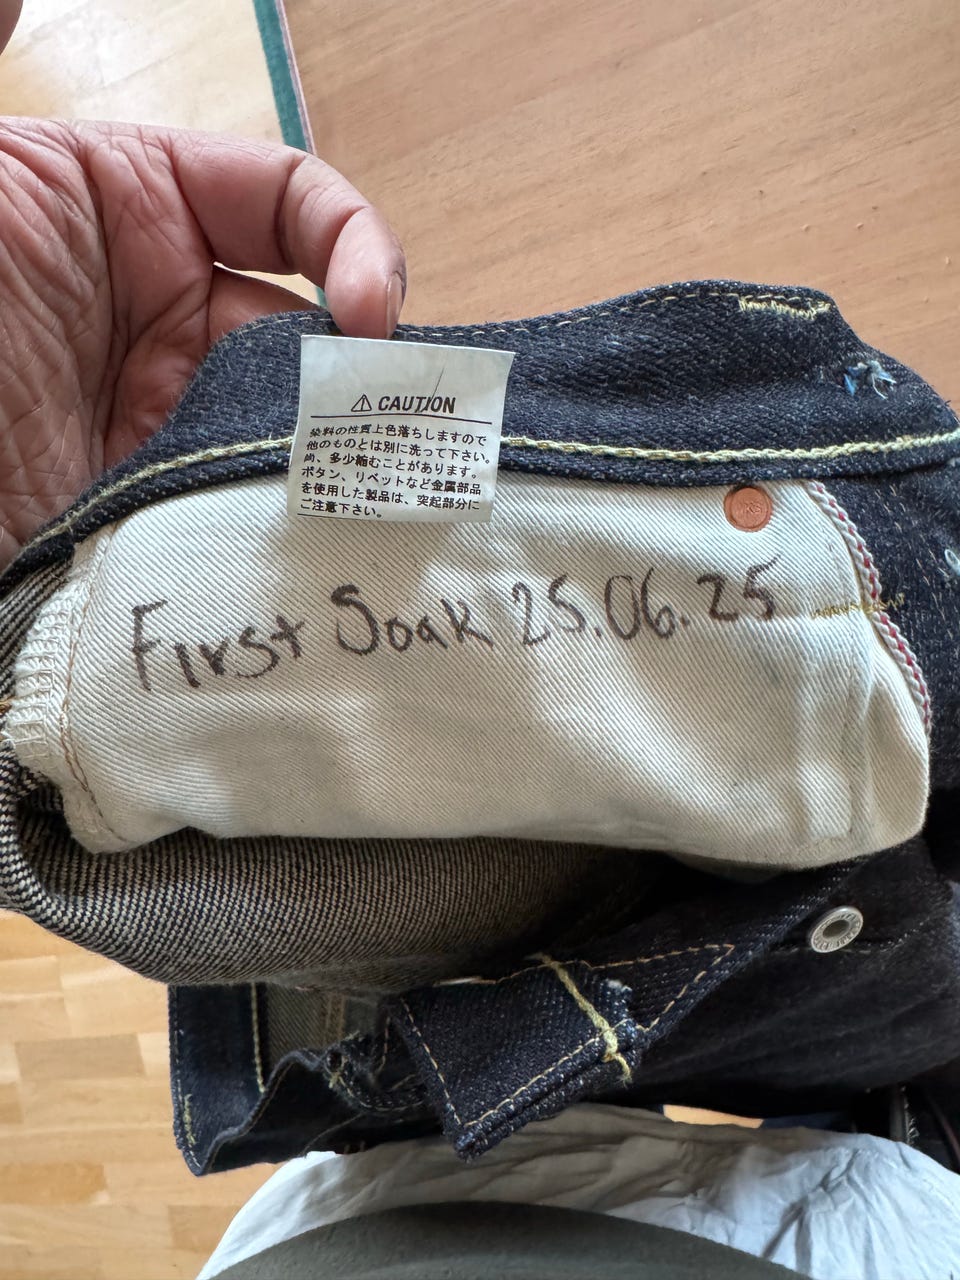 ⚠ CAUTION
染料の性質上色落ちしますので
他のものとは別に洗って下さい。
尚、多少縮むことがあります。
ボタン、リベットなど金属部品
を使用した製品は、突起部分に
ご注意下さい。
First Soak 25.06.25